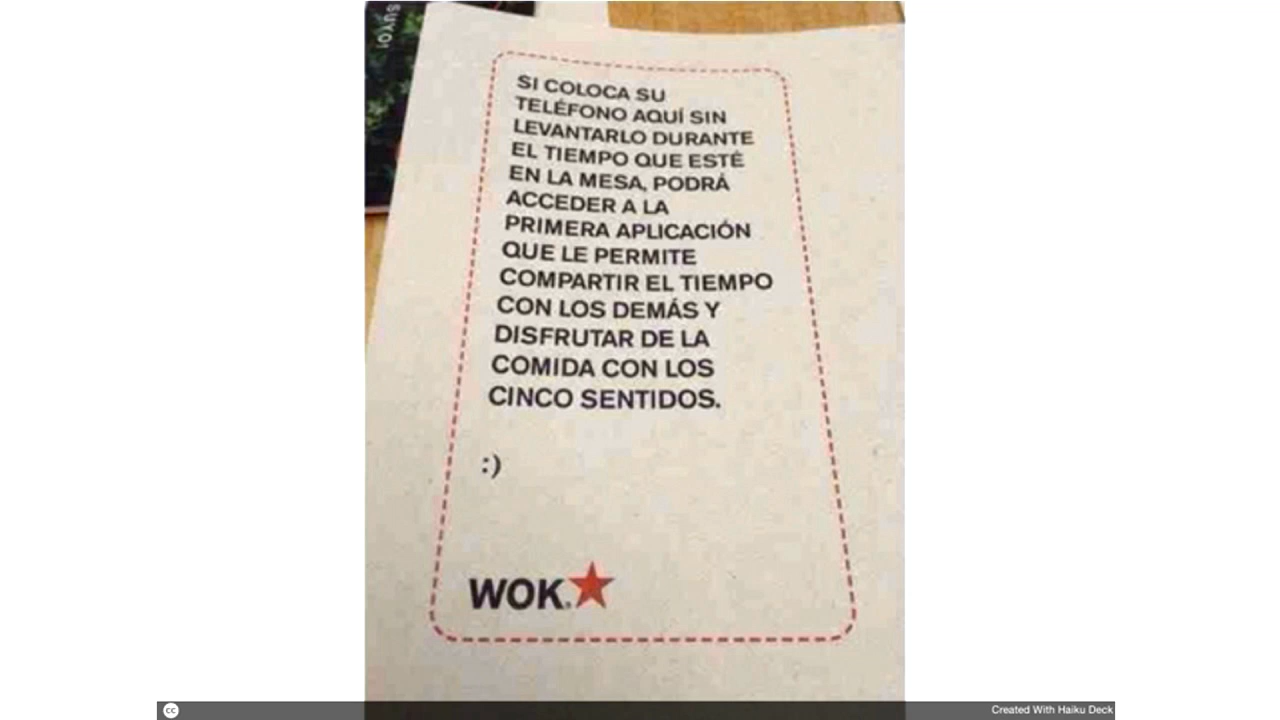 SUYOI
SI COLOCA SU
TELÉFONO AQUÍ SIN
LEVANTARLO DURANTE
EL TIEMPO QUE ESTÉ
EN LA MESA, PODRÁ
ACCEDER A LA
PRIMERA APLICACIÓN
QUE LE PERMITE
COMPARTIR EL TIEMPO
CON LOS DEMÁS Y
DISFRUTAR DE LA
COMIDA CON LOS
CINCO SENTIDOS.
:)
WOK
cc
Created With Haiku Deck